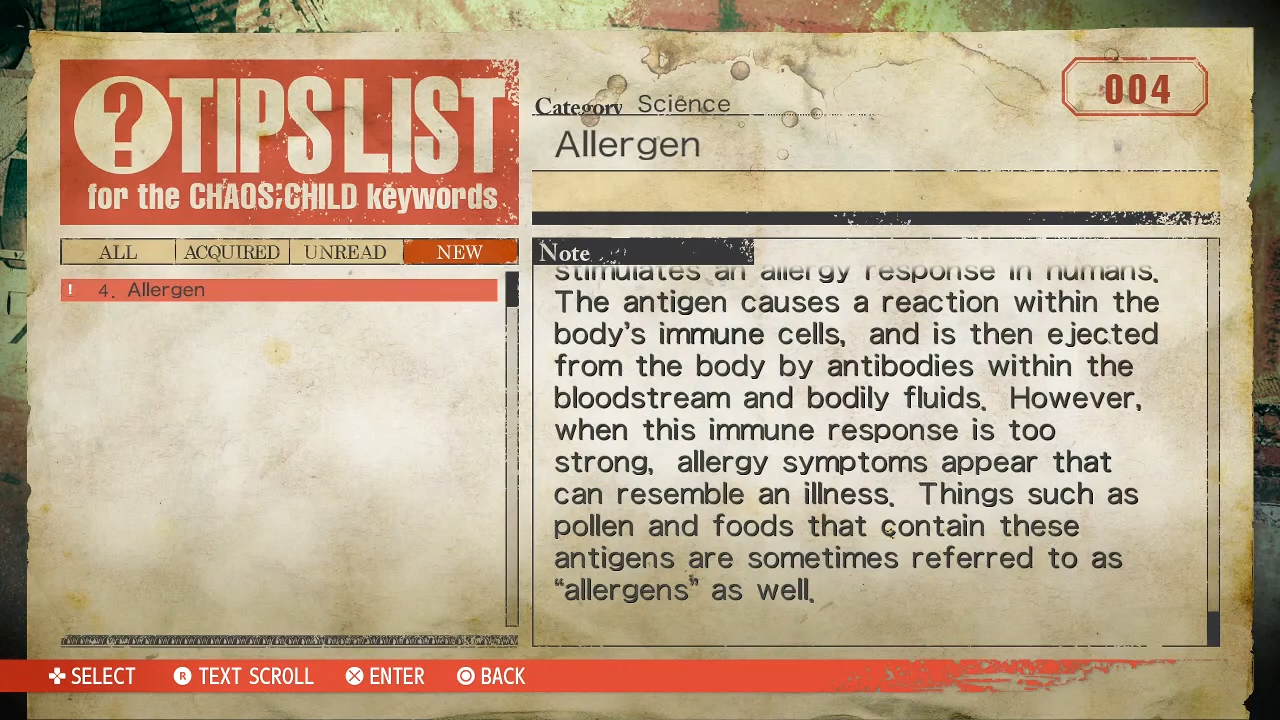 ? TIPS LIST
for the CHAOS;CHILD keywords
Category Science
004
Allergen
ALL ACQUIRED UNREAD NEW
! 4. Allergen
Note
stimulates an allergy response in humans.
The antigen causes a reaction within the
body's immune cells, and is then ejected
from the body by antibodies within the
bloodstream and bodily fluids. However,
when this immune response is too
strong, allergy symptoms appear that
can resemble an illness. Things such as
pollen and foods that contain these
antigens are sometimes referred to as
“allergens” as well.
SELECT R TEXT SCROLL ENTER BACK